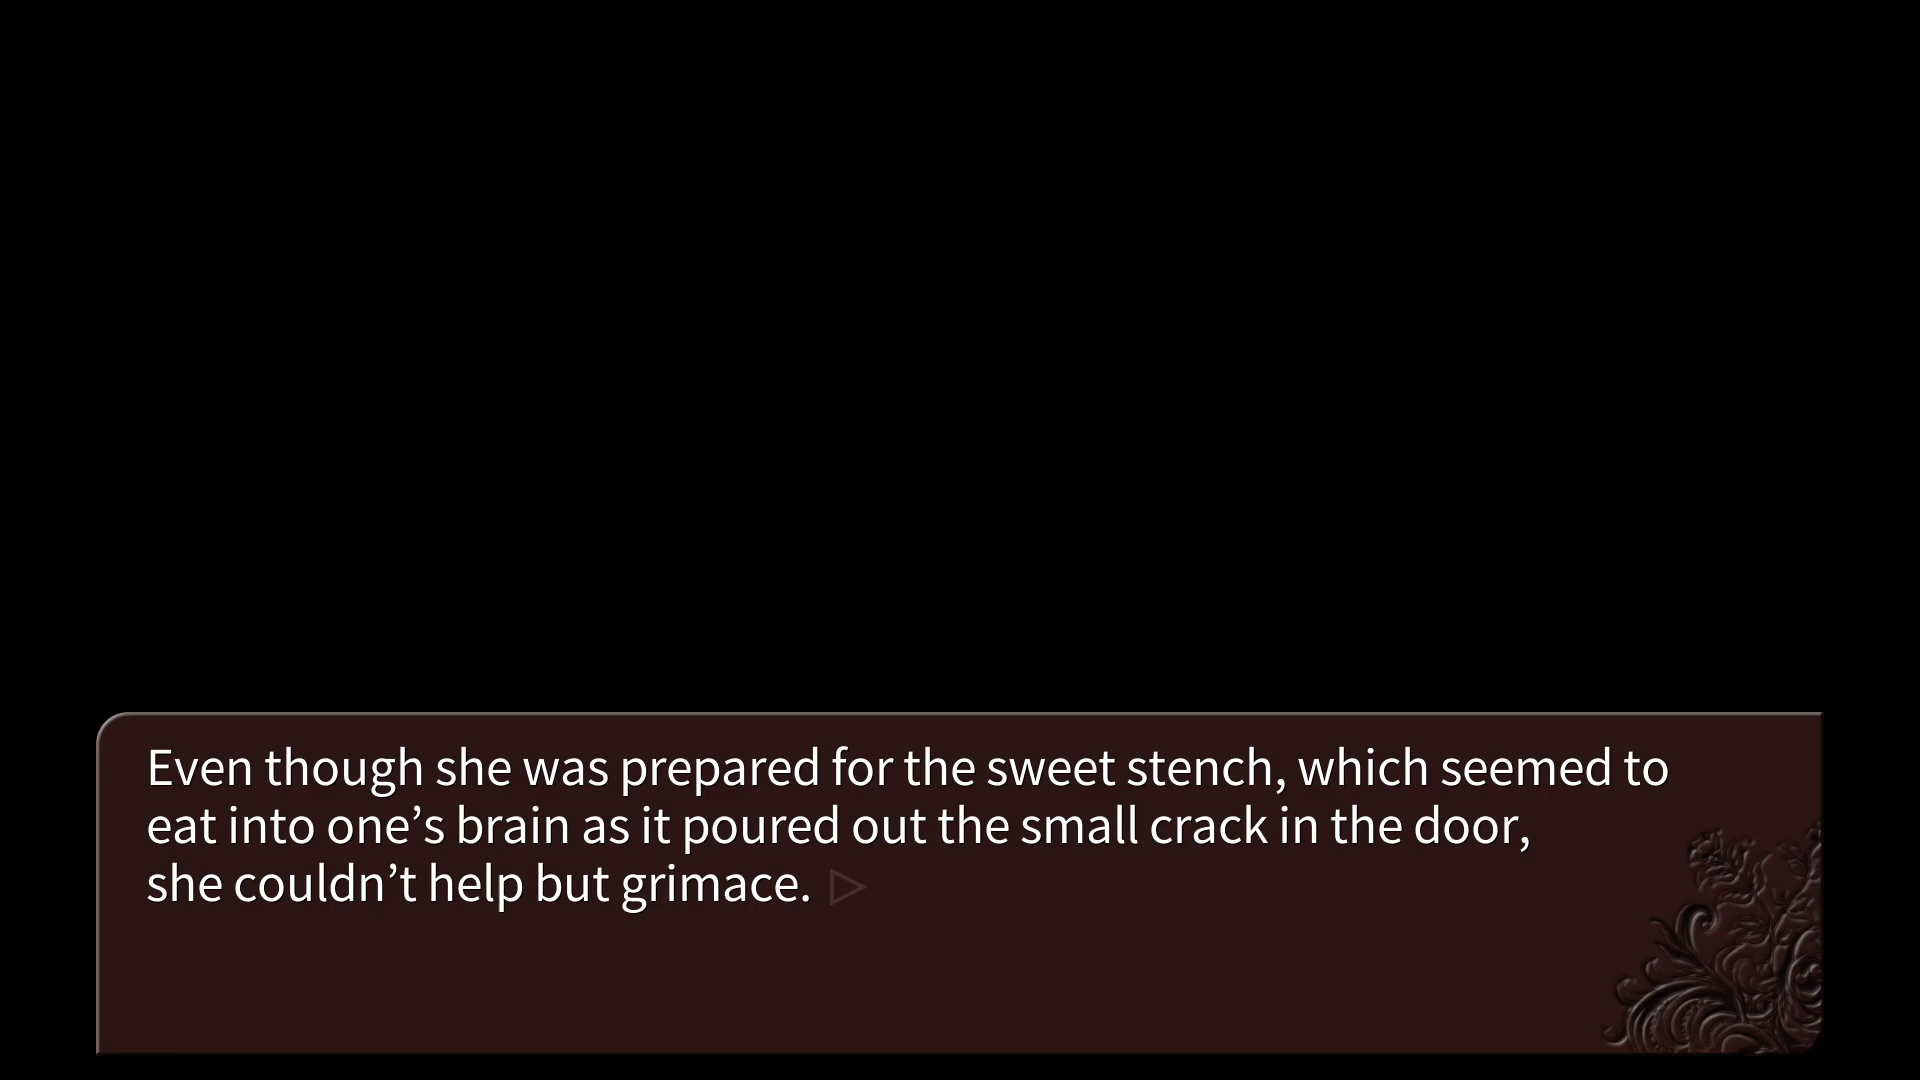 Even though she was prepared for the sweet stench, which seemed to
eat into one’s brain as it poured out the small crack in the door,
she couldn’t help but grimace.